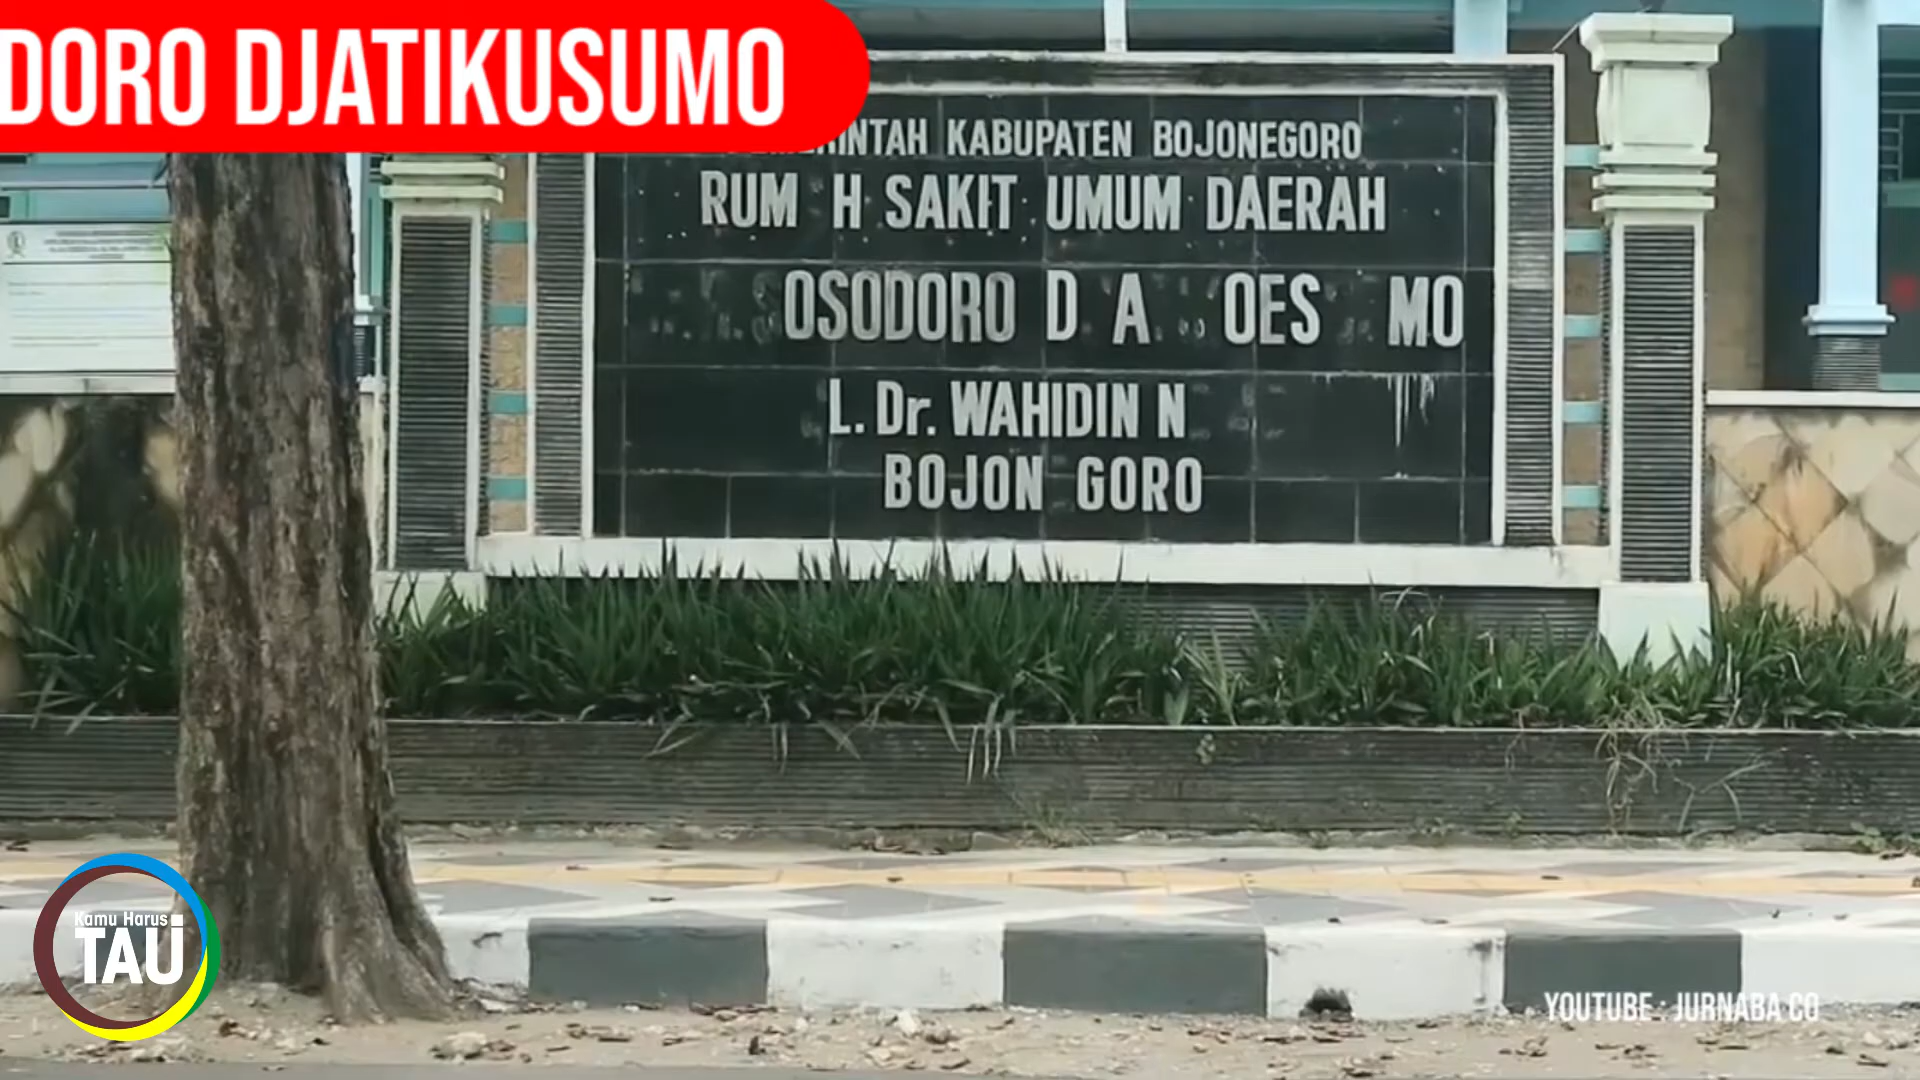 DORO DJATIKUSUMO
RINTAH KABUPATEN BOJONEGORO
RUM H SAKIT UMUM DAERAH
OSODORO D A OES MO
L. Dr. WAHIDIN N
BOJON GORO
Kamu Harus
TAU
YOUTUBE : JURNABA CO